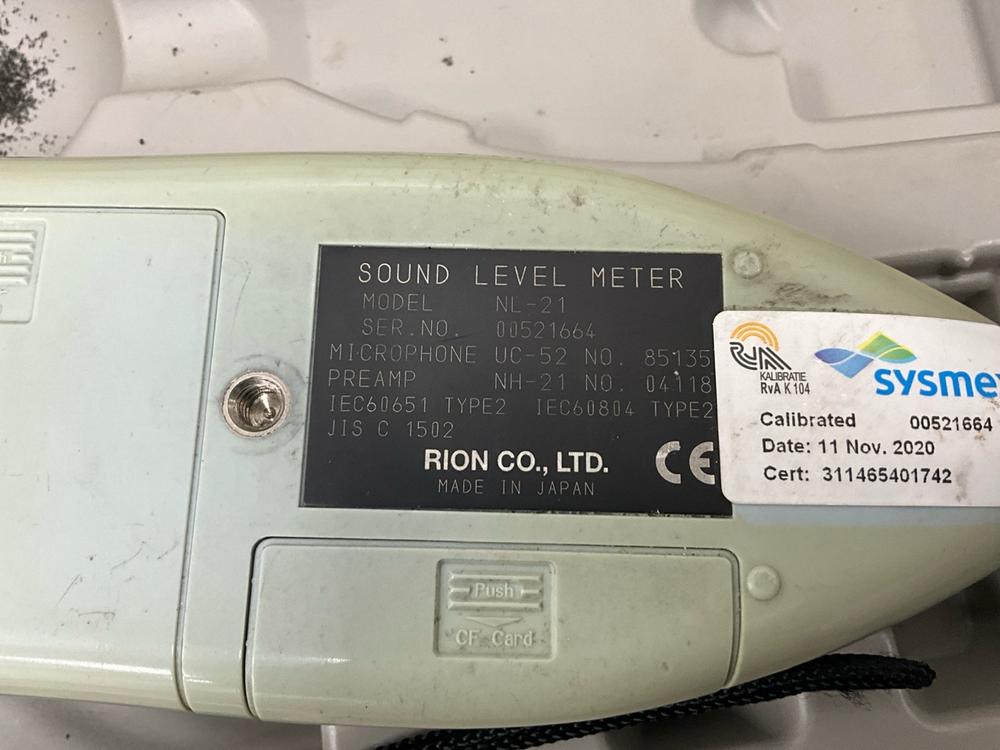 SOUND LEVEL METER
MODEL NL-21
SER.NO. 00521664
MICROPHONE UC-52 NO. 85135
PREAMP NH-21 NO. 04118
IEC60651 TYPE2 IEC60804 TYPE2
JIS C 1502
RION CO., LTD.
CE
MADE IN JAPAN
RVA
KALIBRATIE
RvA K 104
sysme
Calibrated 00521664
Date: 11 Nov. 2020
Cert: 311465401742
Push
CF Card